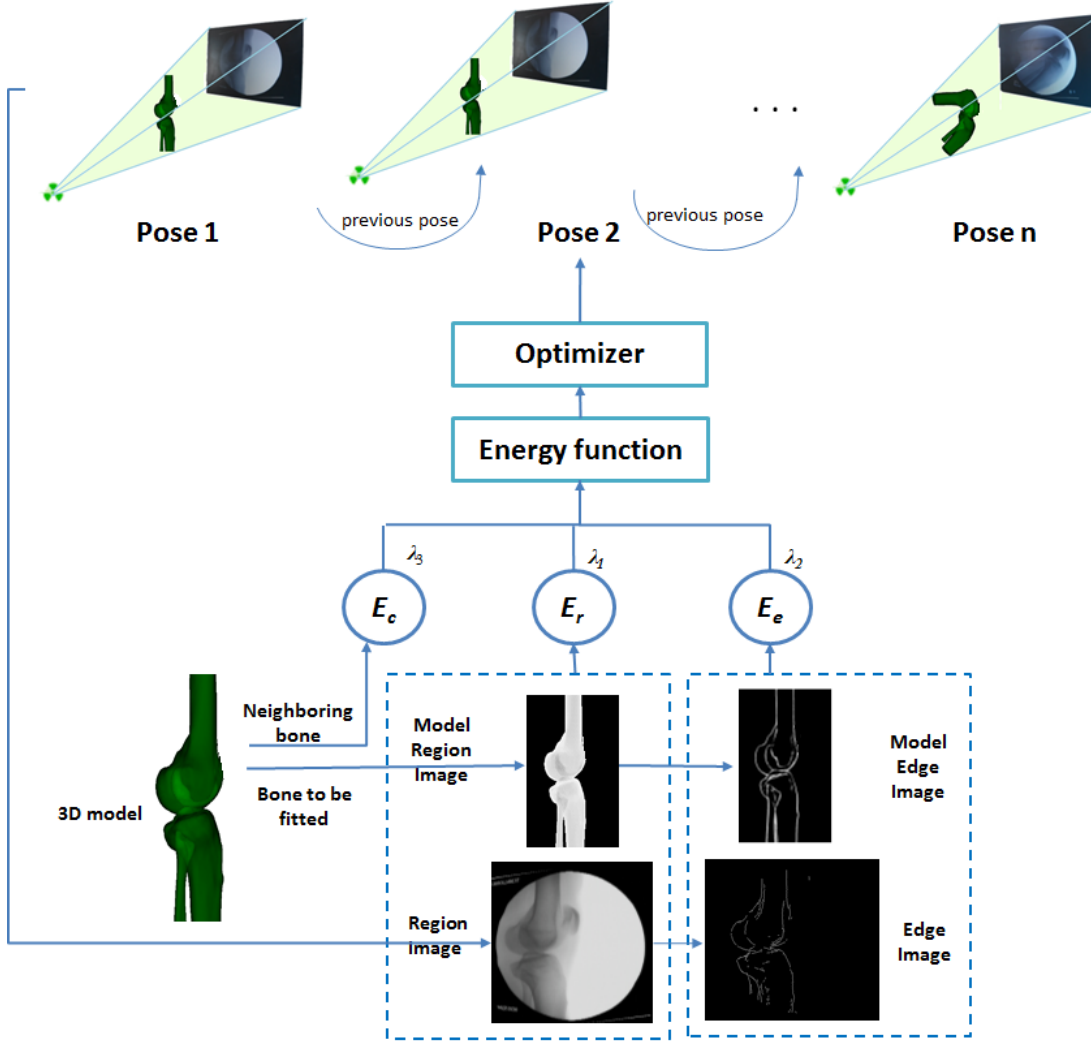 previous pose
previous pose
Pose 1
Pose 2
Pose n
. . .
Optimizer
Energy function
λ3
λ1
λ2
Ec
Er
Ee
Neighboring
bone
Model
Region
Image
Model
Edge
Image
3D model
Bone to be
fitted
Region
Image
Edge
Image